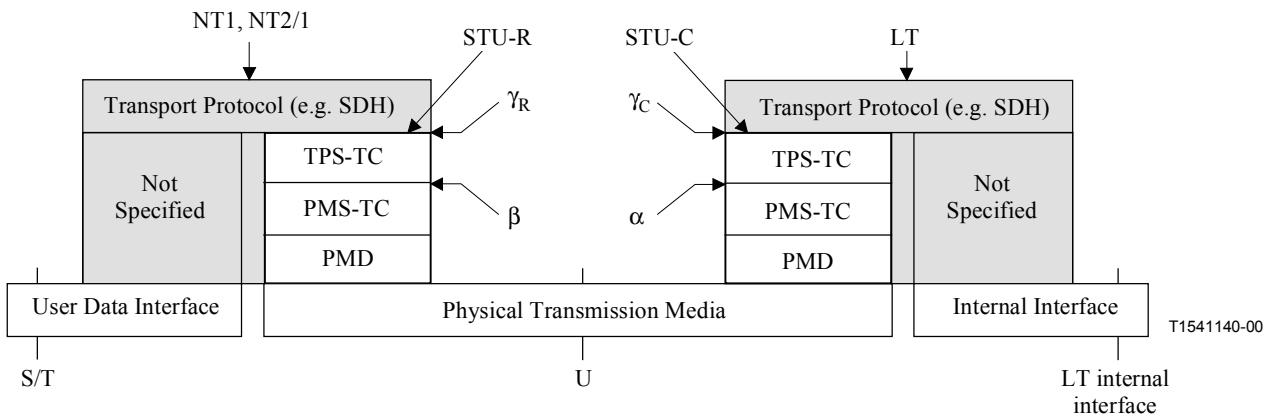 NT1, NT2/1
STU-R
STU-C
LT
Transport Protocol (e.g. SDH)
γR
γC
Transport Protocol (e.g. SDH)
TPS-TC
TPS-TC
Not
Specified
PMS-TC
β
α
PMS-TC
Not
Specified
PMD
PMD
User Data Interface
Physical Transmission Media
Internal Interface
T1541140-00
S/T
U
LT internal
interface